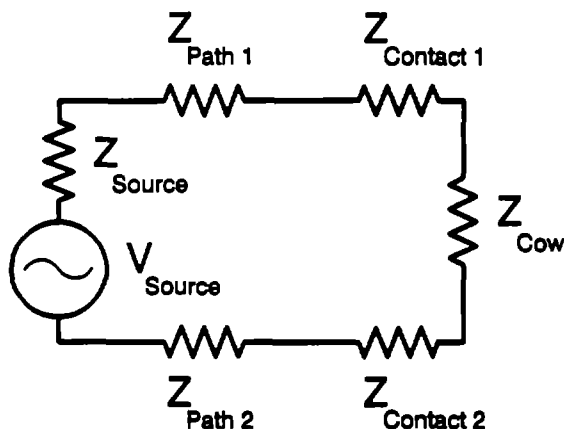 Z Path 1
Z Contact 1
Z Source
Z Cow
V Source
Z Path 2
Z Contact 2